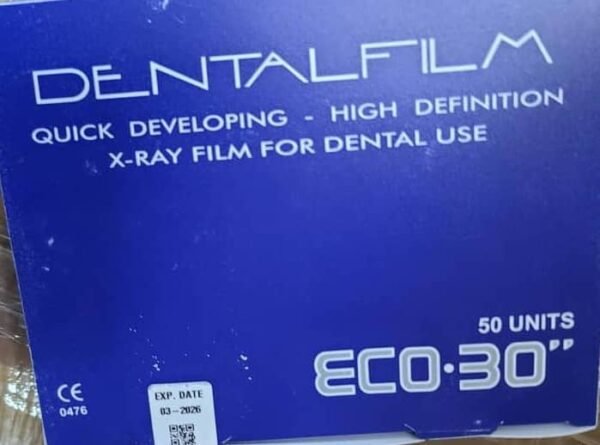 DENTALFILM
QUICK DEVELOPING - HIGH DEFINITION
X-RAY FILM FOR DENTAL USE
50 UNITS
ECO·30”
CE
0476
EXP. DATE
03-2026